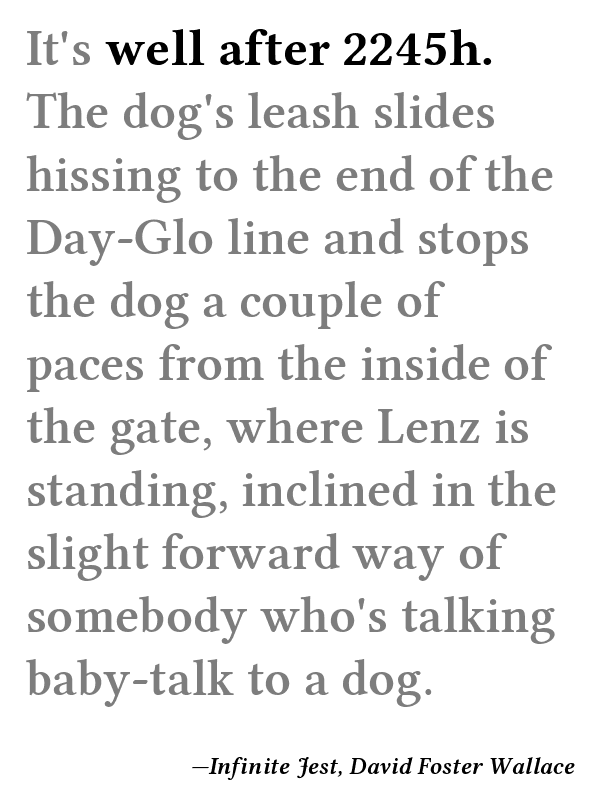 It's well after 2245h.
The dog's leash slides
hissing to the end of the
Day-Glo line and stops
the dog a couple of
paces from the inside of
the gate, where Lenz is
standing, inclined in the
slight forward way of
somebody who's talking
baby-talk to a dog.
—Infinite Jest, David Foster Wallace